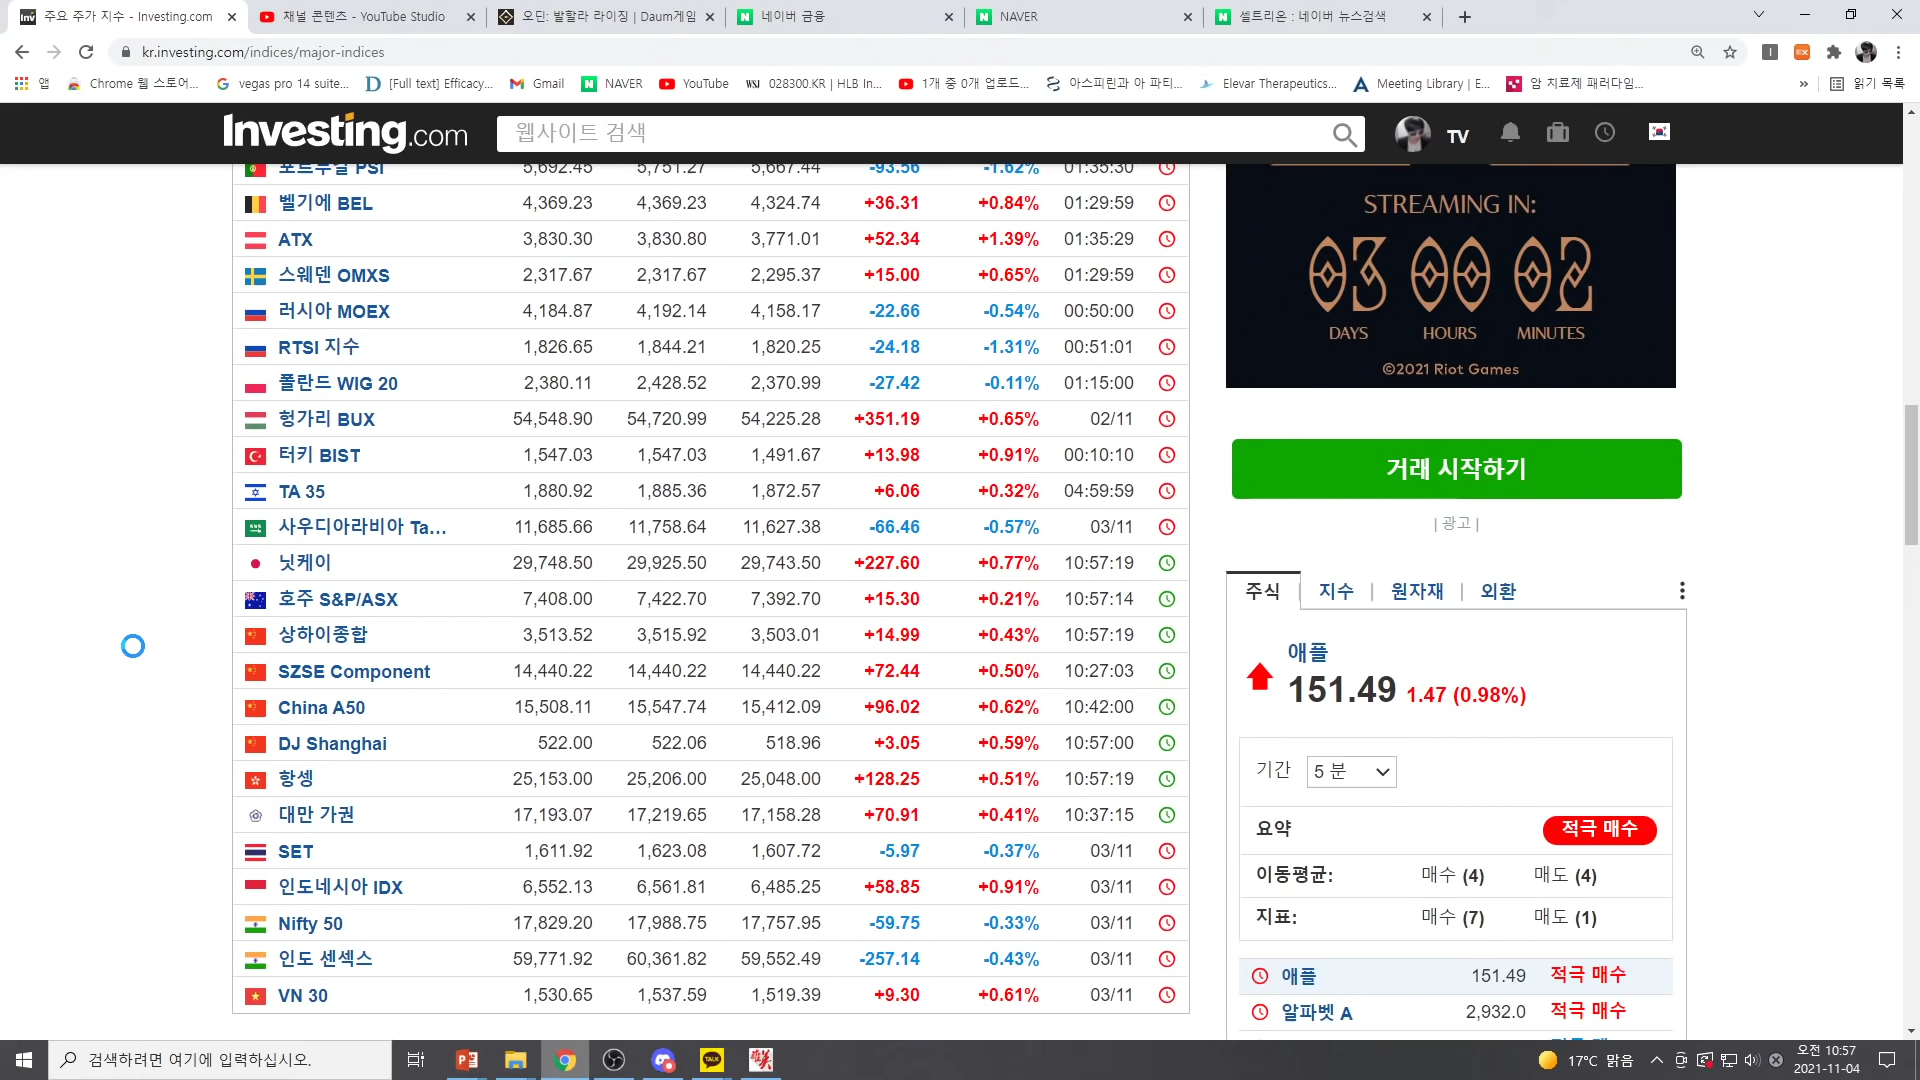 주요 주가 지수 - Investing.com
채널 콘텐츠 - YouTube Studio
오딘: 발할라 라이징 | Daum게임
네이버 금융
NAVER
셀트리온 : 네이버 뉴스검색
kr.investing.com/indices/major-indices
앱 Chrome 웹 스토어... vegas pro 14 suite... [Full text] Efficacy... Gmail NAVER YouTube WSJ 028300.KR | HLB In... 1개 중 0개 업로드... 아스피린과 아 파티... Elevar Therapeutics... Meeting Library | E... 암 치료제 패러다임... » 읽기 목록
Investing.com 웹사이트 검색 TV
포르투갈 PSI 5,692.45 5,751.27 5,667.44 -93.56 -1.62% 01:35:30
벨기에 BEL 4,369.23 4,369.23 4,324.74 +36.31 +0.84% 01:29:59
ATX 3,830.30 3,830.80 3,771.01 +52.34 +1.39% 01:35:29
스웨덴 OMXS 2,317.67 2,317.67 2,295.37 +15.00 +0.65% 01:29:59
러시아 MOEX 4,184.87 4,192.14 4,158.17 -22.66 -0.54% 00:50:00
RTSI 지수 1,826.65 1,844.21 1,820.25 -24.18 -1.31% 00:51:01
폴란드 WIG 20 2,380.11 2,428.52 2,370.99 -27.42 -0.11% 01:15:00
헝가리 BUX 54,548.90 54,720.99 54,225.28 +351.19 +0.65% 02/11
터키 BIST 1,547.03 1,547.03 1,491.67 +13.98 +0.91% 00:10:10
TA 35 1,880.92 1,885.36 1,872.57 +6.06 +0.32% 04:59:59
사우디아라비아 Ta... 11,685.66 11,758.64 11,627.38 -66.46 -0.57% 03/11
닛케이 29,748.50 29,925.50 29,743.50 +227.60 +0.77% 10:57:19
호주 S&P/ASX 7,408.00 7,422.70 7,392.70 +15.30 +0.21% 10:57:14
상하이종합 3,513.52 3,515.92 3,503.01 +14.99 +0.43% 10:57:19
SZSE Component 14,440.22 14,440.22 14,440.22 +72.44 +0.50% 10:27:03
China A50 15,508.11 15,547.74 15,412.09 +96.02 +0.62% 10:42:00
DJ Shanghai 522.00 522.06 518.96 +3.05 +0.59% 10:57:00
항셍 25,153.00 25,206.00 25,048.00 +128.25 +0.51% 10:57:19
대만 가권 17,193.07 17,219.65 17,158.28 +70.91 +0.41% 10:37:15
SET 1,611.92 1,623.08 1,607.72 -5.97 -0.37% 03/11
인도네시아 IDX 6,552.13 6,561.81 6,485.25 +58.85 +0.91% 03/11
Nifty 50 17,829.20 17,988.75 17,757.95 -59.75 -0.33% 03/11
인도 센섹스 59,771.92 60,361.82 59,552.49 -257.14 -0.43% 03/11
VN 30 1,530.65 1,537.59 1,519.39 +9.30 +0.61% 03/11
STREAMING IN:
03 00 02
DAYS HOURS MINUTES
©2021 Riot Games
거래 시작하기
| 광고 |
주식 지수 | 원자재 | 외환
애플
151.49 1.47 (0.98%)
기간 5 분
요약 적극 매수
이동평균: 매수 (4) 매도 (4)
지표: 매수 (7) 매도 (1)
애플 151.49 적극 매수
알파벳 A 2,932.0 적극 매수
검색하려면 여기에 입력하십시오.
TALK
17°C 맑음
오전 10:57
2021-11-04